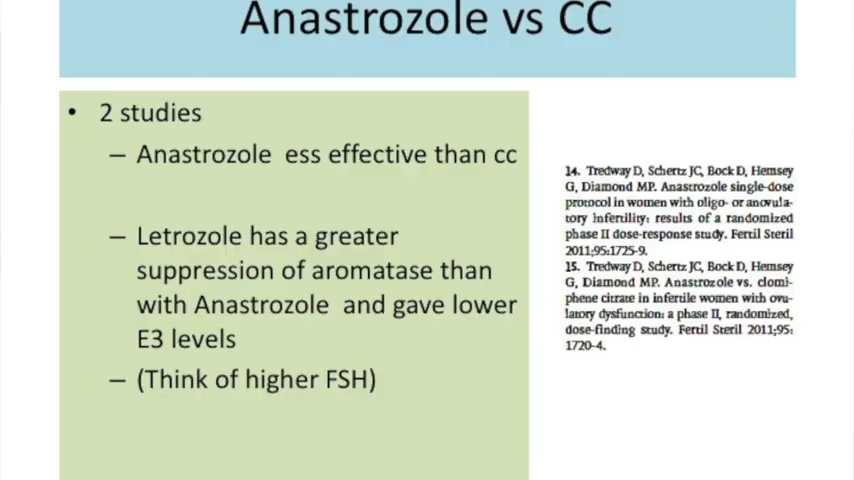 Anastrozole vs CC
• 2 studies
– Anastrozole ess effective than cc
– Letrozole has a greater
suppression of aromatase than
with Anastrozole and gave lower
E3 levels
– (Think of higher FSH)
14. Tredway D, Schertz JC, Bock D, Hemsey
G, Diamond MP. Anastrozole single-dose
protocol in women with oligo- or anovula-
tory infertility: results of a randomized
phase II dose-response study. Fertil Steril
2011;95:1725-9.
15. Tredway D, Schertz JC, Bock D, Hemsey
G, Diamond MP. Anastrozole vs. clomi-
phene citrate in infertile women with ovu-
latory dysfunction: a phase II, randomized,
dose-finding study. Fertil Steril 2011;95:
1720-4.